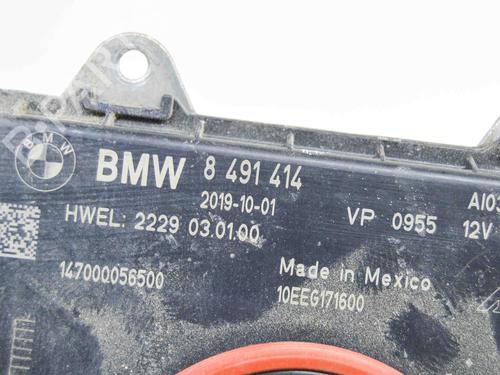 BMW 8 491 414
2019-10-01
HWEL: 2229 03.01.00
VP 0955
AI03
12V
147000056500
Made in Mexico
10EEG171600